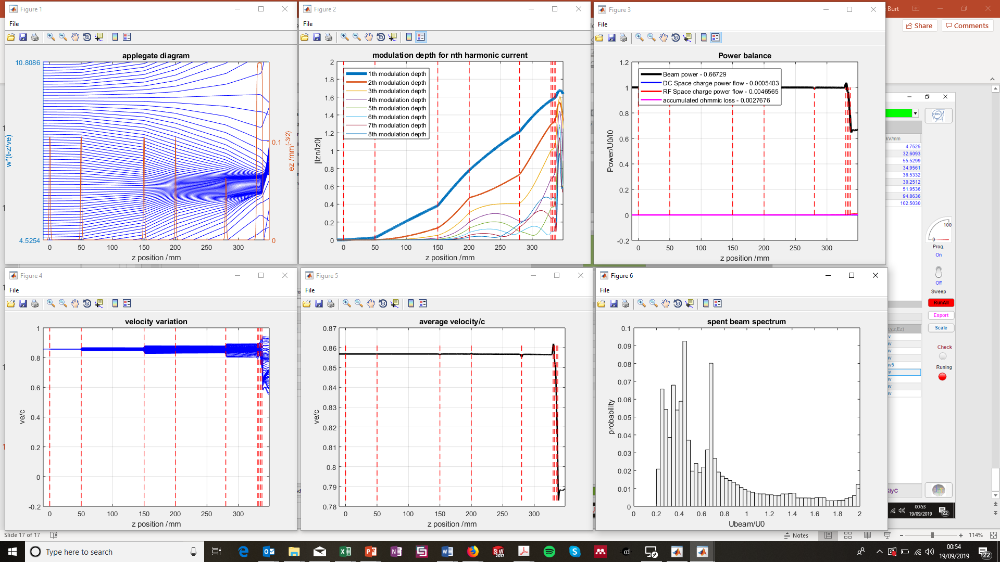 Figure 1
File
applegate diagram
10.8086
4.5254
w*(t-z/ve)
0.1
0
ez /mm^(-3/2)
0 50 100 150 200 250 300
z position /mm
Figure 2
File
modulation depth for nth harmonic current
1th modulation depth
2th modulation depth
3th modulation depth
4th modulation depth
5th modulation depth
6th modulation depth
7th modulation depth
8th modulation depth
2
1.8
1.6
1.4
1.2
1
0.8
0.6
0.4
0.2
0
|Izn/Iz0|
0 50 100 150 200 250 300
z position /mm
Figure 3
File
Power balance
Beam power - 0.66729
DC Space charge power flow - 0.0005403
RF Space charge power flow - 0.0046565
accumulated ohmmic loss - 0.0027676
1.2
1
0.8
0.6
0.4
0.2
0
-0.2
Power/U0/I0
0 50 100 150 200 250 300
z position /mm
Burt
Share
Comments
kV/mm
4.7525
32.6093
55.5299
34.9561
36.5332
30.2512
51.9536
94.8636
102.5030
100
0
Prog.
On
Off
Sweep
RunAll
Export
Scale
Check
Runing
,y,z,Ez)
v5
KlyC
00:53
19/09/2019
22
Figure 4
File
velocity variation
1
0.8
0.6
0.4
0.2
0
-0.2
ve/c
0 50 100 150 200 250 300
z position /mm
Figure 5
File
average velocity/c
0.87
0.86
0.85
0.84
0.83
0.82
0.81
0.8
0.79
0.78
ve/c
0 50 100 150 200 250 300
z position /mm
Figure 6
File
spent beam spectrum
0.1
0.09
0.08
0.07
0.06
0.05
0.04
0.03
0.02
0.01
0
probability
0 0.2 0.4 0.6 0.8 1 1.2 1.4 1.6 1.8 2
Ubeam/U0
Slide 17 of 17
Notes
114%
Type here to search
00:54
19/09/2019
22